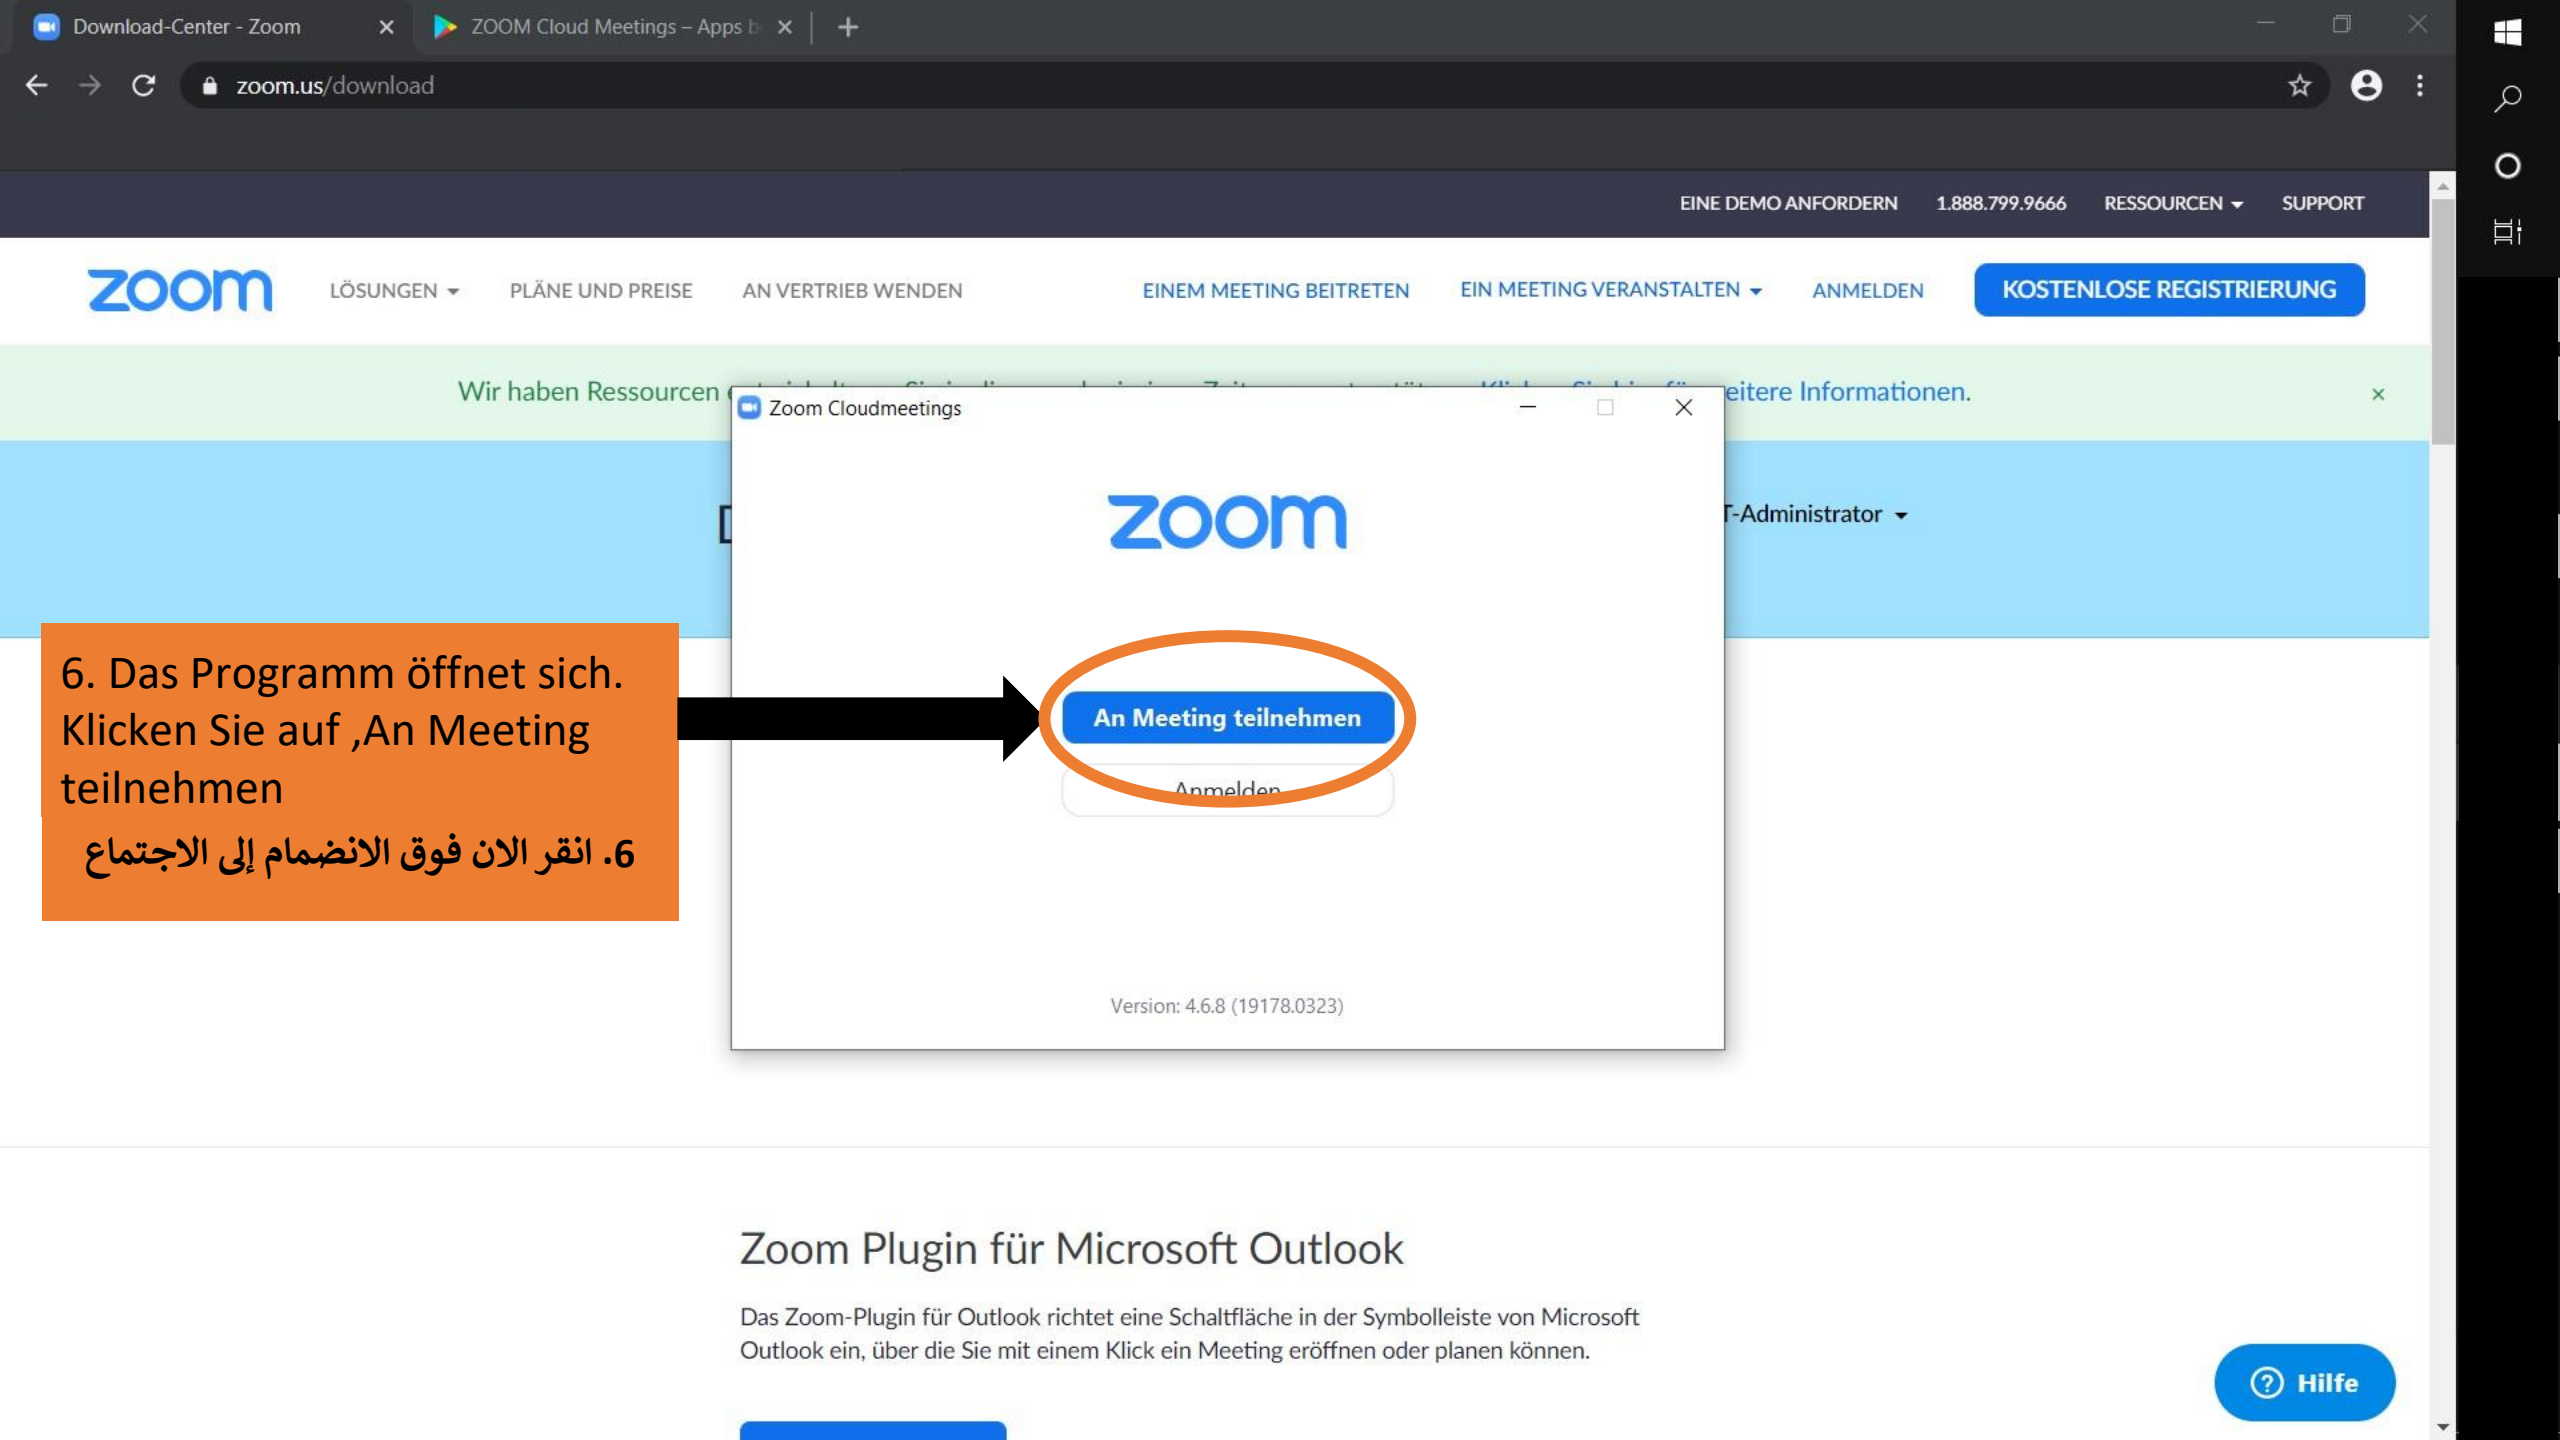 Download-Center - Zoom
ZOOM Cloud Meetings – Apps b
zoom.us/download
EINE DEMO ANFORDERN 1.888.799.9666 RESSOURCEN SUPPORT
zoom LÖSUNGEN PLÄNE UND PREISE AN VERTRIEB WENDEN EINEM MEETING BEITRETEN EIN MEETING VERANSTALTEN ANMELDEN KOSTENLOSE REGISTRIERUNG
Wir haben Ressourcen eitere Informationen.
Zoom Cloudmeetings
zoom
T-Administrator
6. Das Programm öffnet sich.
Klicken Sie auf ‚An Meeting
teilnehmen
6. انقر الان فوق الانضمام إلى الاجتماع
An Meeting teilnehmen
Anmelden
Version: 4.6.8 (19178.0323)
Zoom Plugin für Microsoft Outlook
Das Zoom-Plugin für Outlook richtet eine Schaltfläche in der Symbolleiste von Microsoft
Outlook ein, über die Sie mit einem Klick ein Meeting eröffnen oder planen können.
Hilfe